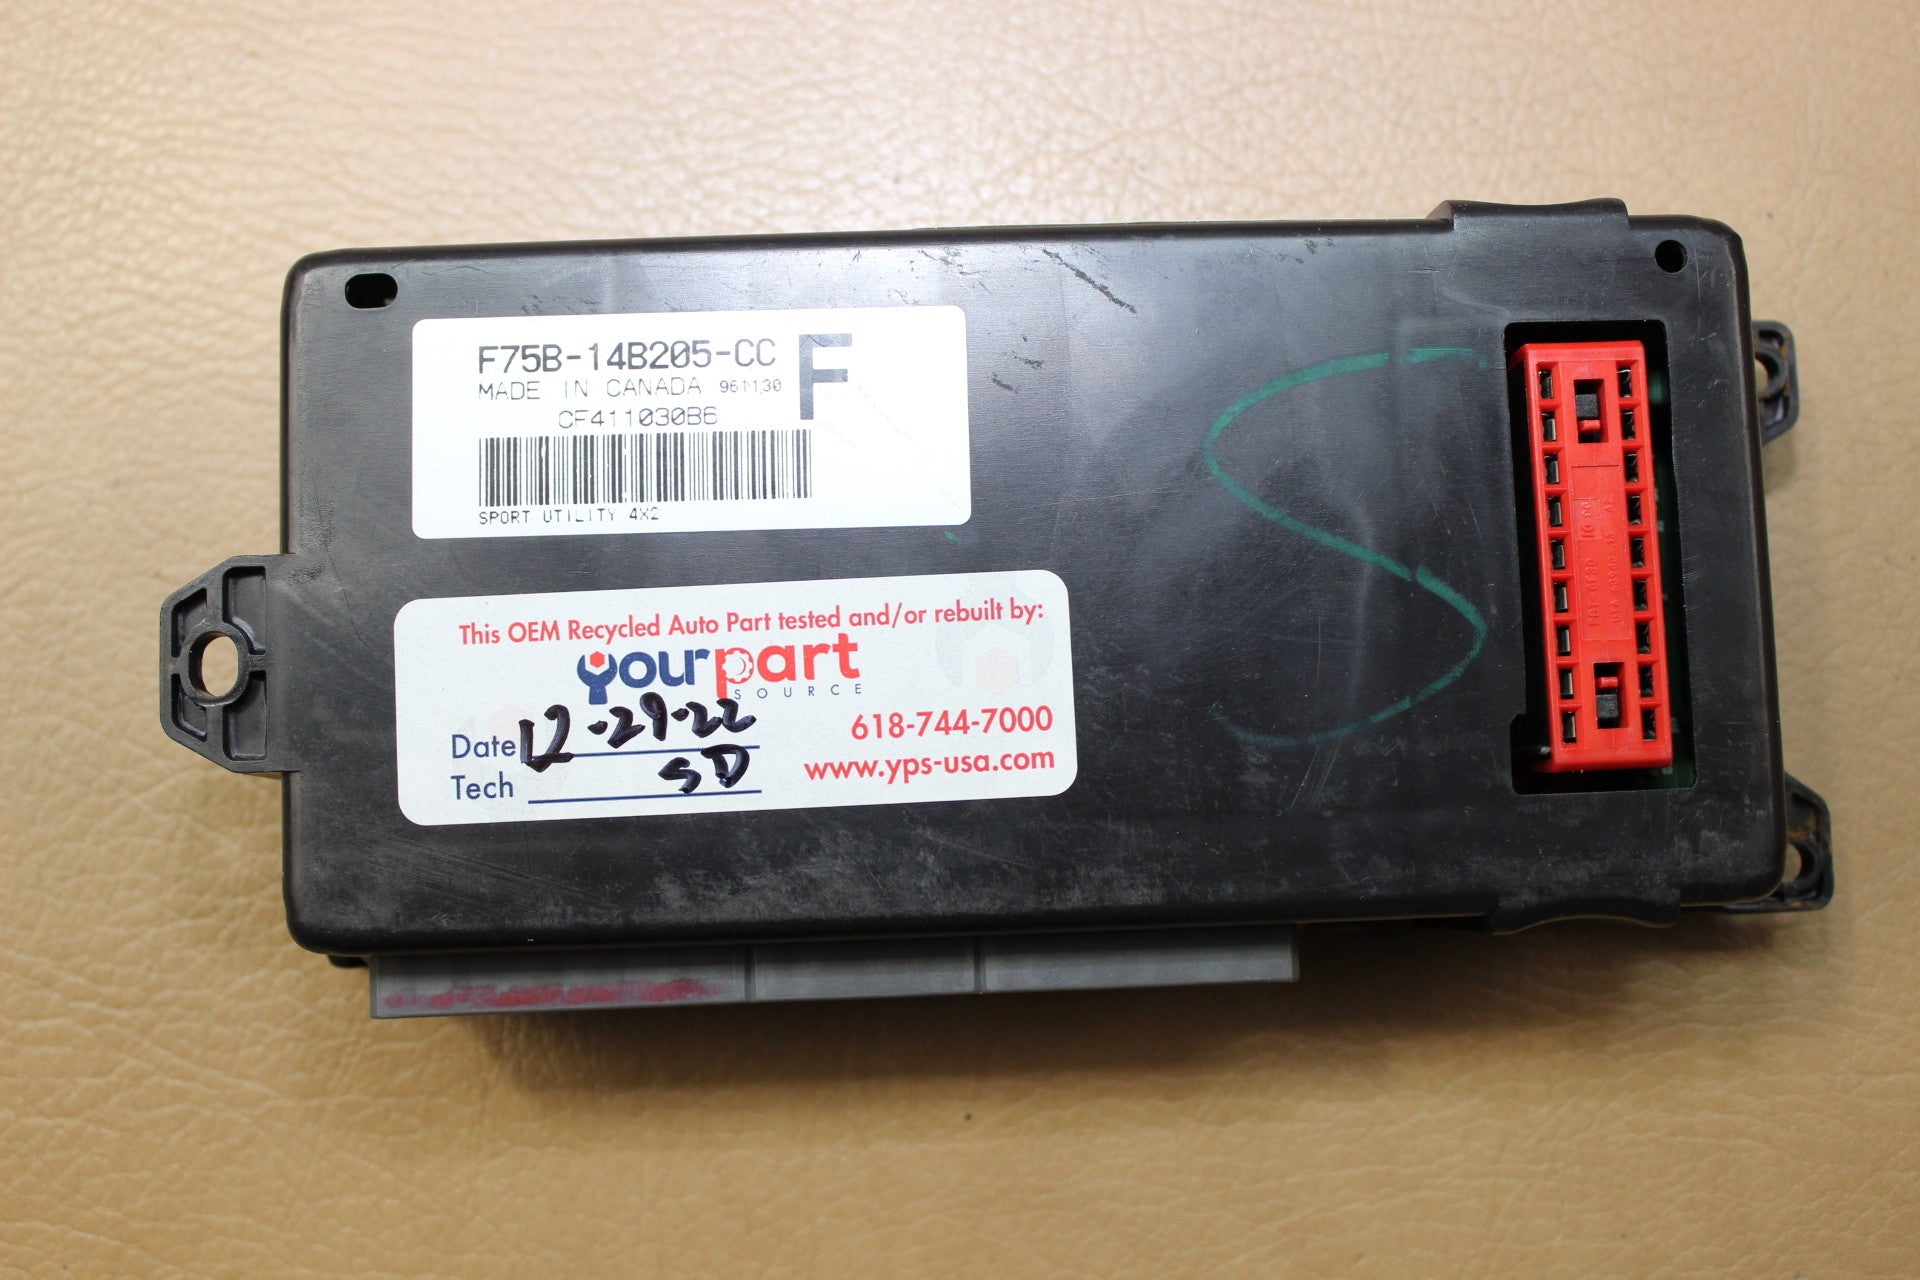 F75B-14B205-CC F
MADE IN CANADA 961130
CF411030B6
SPORT UTILITY 4X2
This OEM Recycled Auto Part tested and/or rebuilt by:
yourpart
SOURCE
Date 12-29-22
618-744-7000
Tech SD
www.yps-usa.com
S